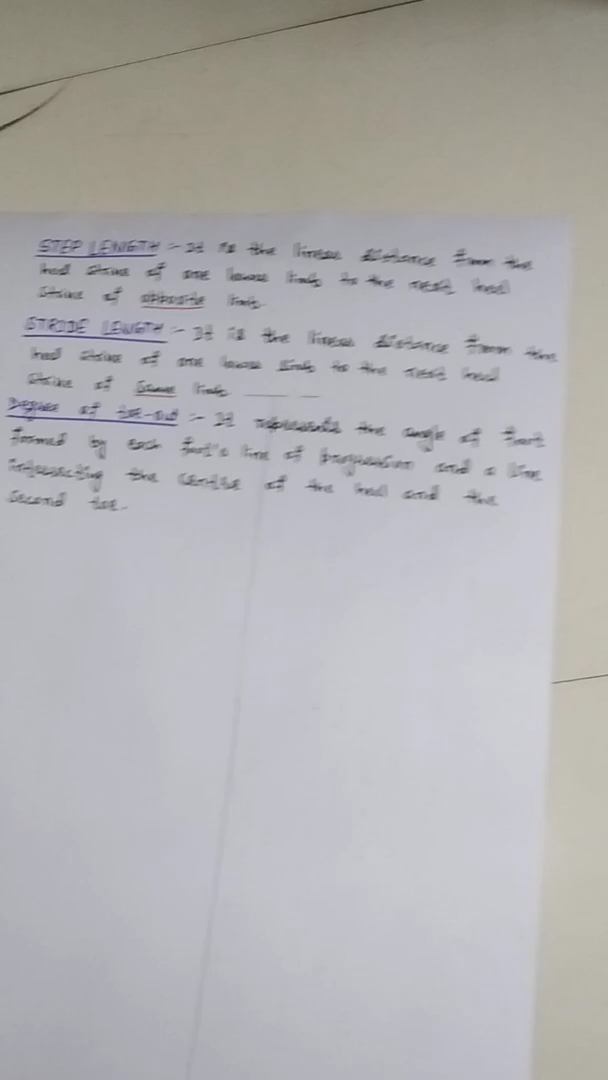 STEP LENGTH :- It is the linear distance from the
heel strike of one lower limb to the next heel
strike of opposite limb.
STRIDE LENGTH :- It is the linear distance from the
heel strike of one lower limb to the next heel
strike of same limb
Degree of toe-out :- It represents the angle of foot
formed by each foot's line of progression and a line
intersecting the centre of the heel and the
second toe.